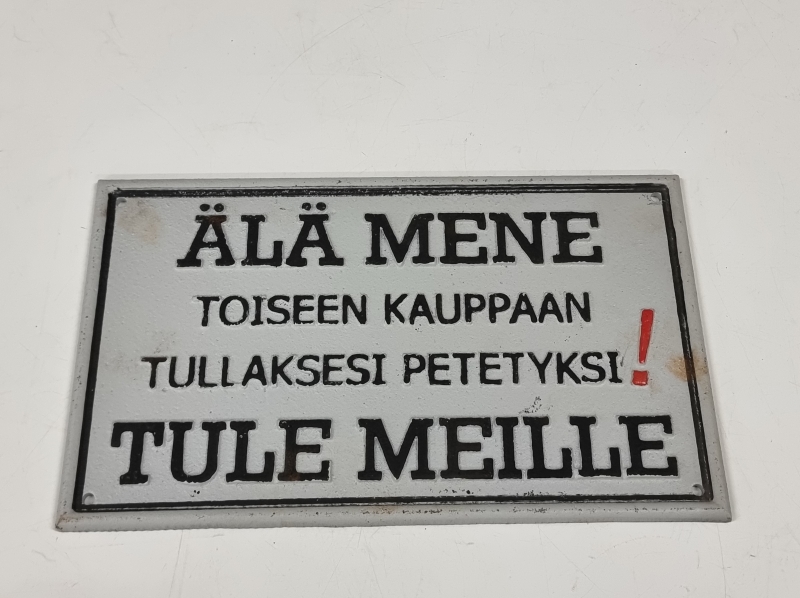 ÄLÄ MENE
TOISEEN KAUPPAAN
TULLAKSESI PETETYKSI!
TULE MEILLE